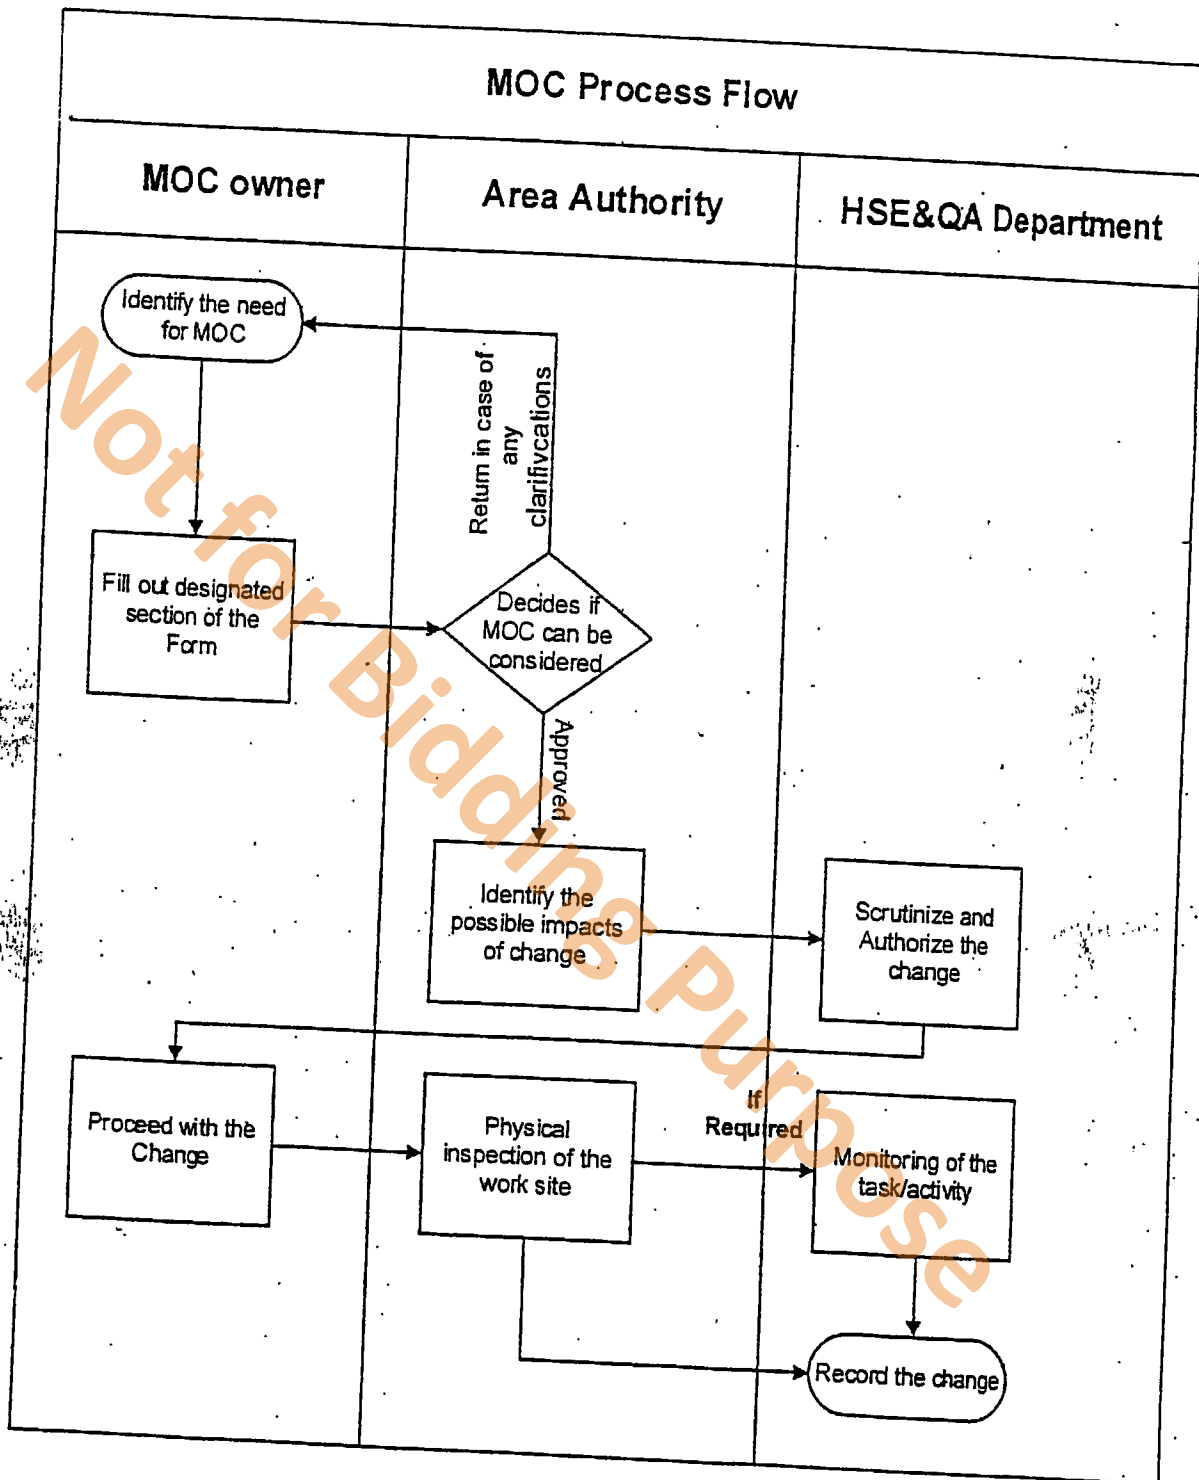 MOC Process Flow
MOC owner
Area Authority
HSE&QA Department
Identify the need
for MOC
Return in case of
any
clarifivcations
Fill out designated
section of the
Form
Decides if
MOC can be
considered
Approved
Identify the
possible impacts
of change
Scrutinize and
Authorize the
change
Proceed with the
Change
Physical
inspection of the
work site
If
Required
Monitoring of the
task/activity
Record the change
Not for Bidding Purpose